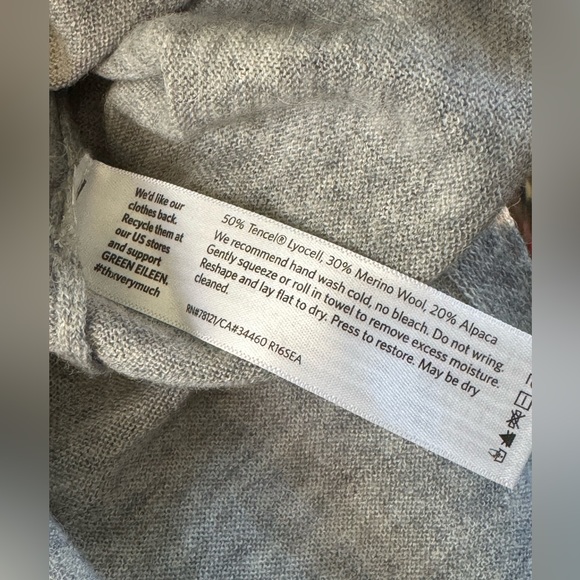 We'd like our
clothes back.
Recycle them at
our US stores
and support
GREEN EILEEN.
#thxverymuch
50% Tencel® Lyocell, 30% Merino Wool, 20% Alpaca
We recommend hand wash cold, no bleach. Do not wring.
Gently squeeze or roll in towel to remove excess moisture.
Reshape and lay flat to dry. Press to restore. May be dry
cleaned.
RN#78121/CA#34460 R16SEA